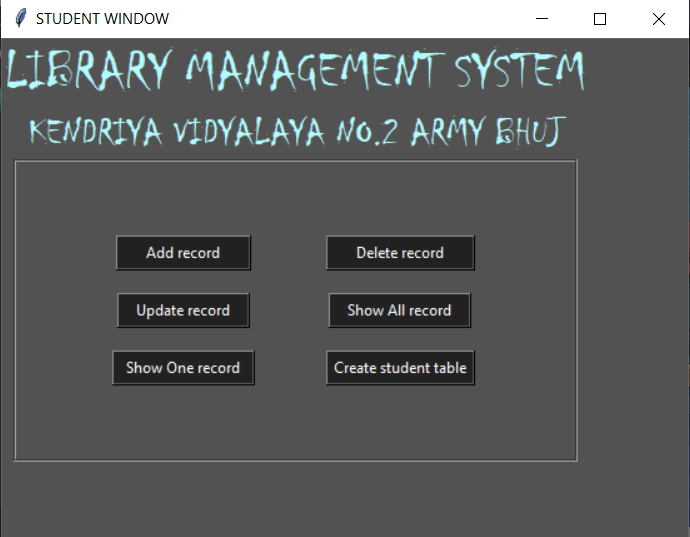 STUDENT WINDOW
LIBRARY MANAGEMENT SYSTEM
KENDRIYA VIDYALAYA NO.2 ARMY BHUJ
Add record
Delete record
Update record
Show All record
Show One record
Create student table